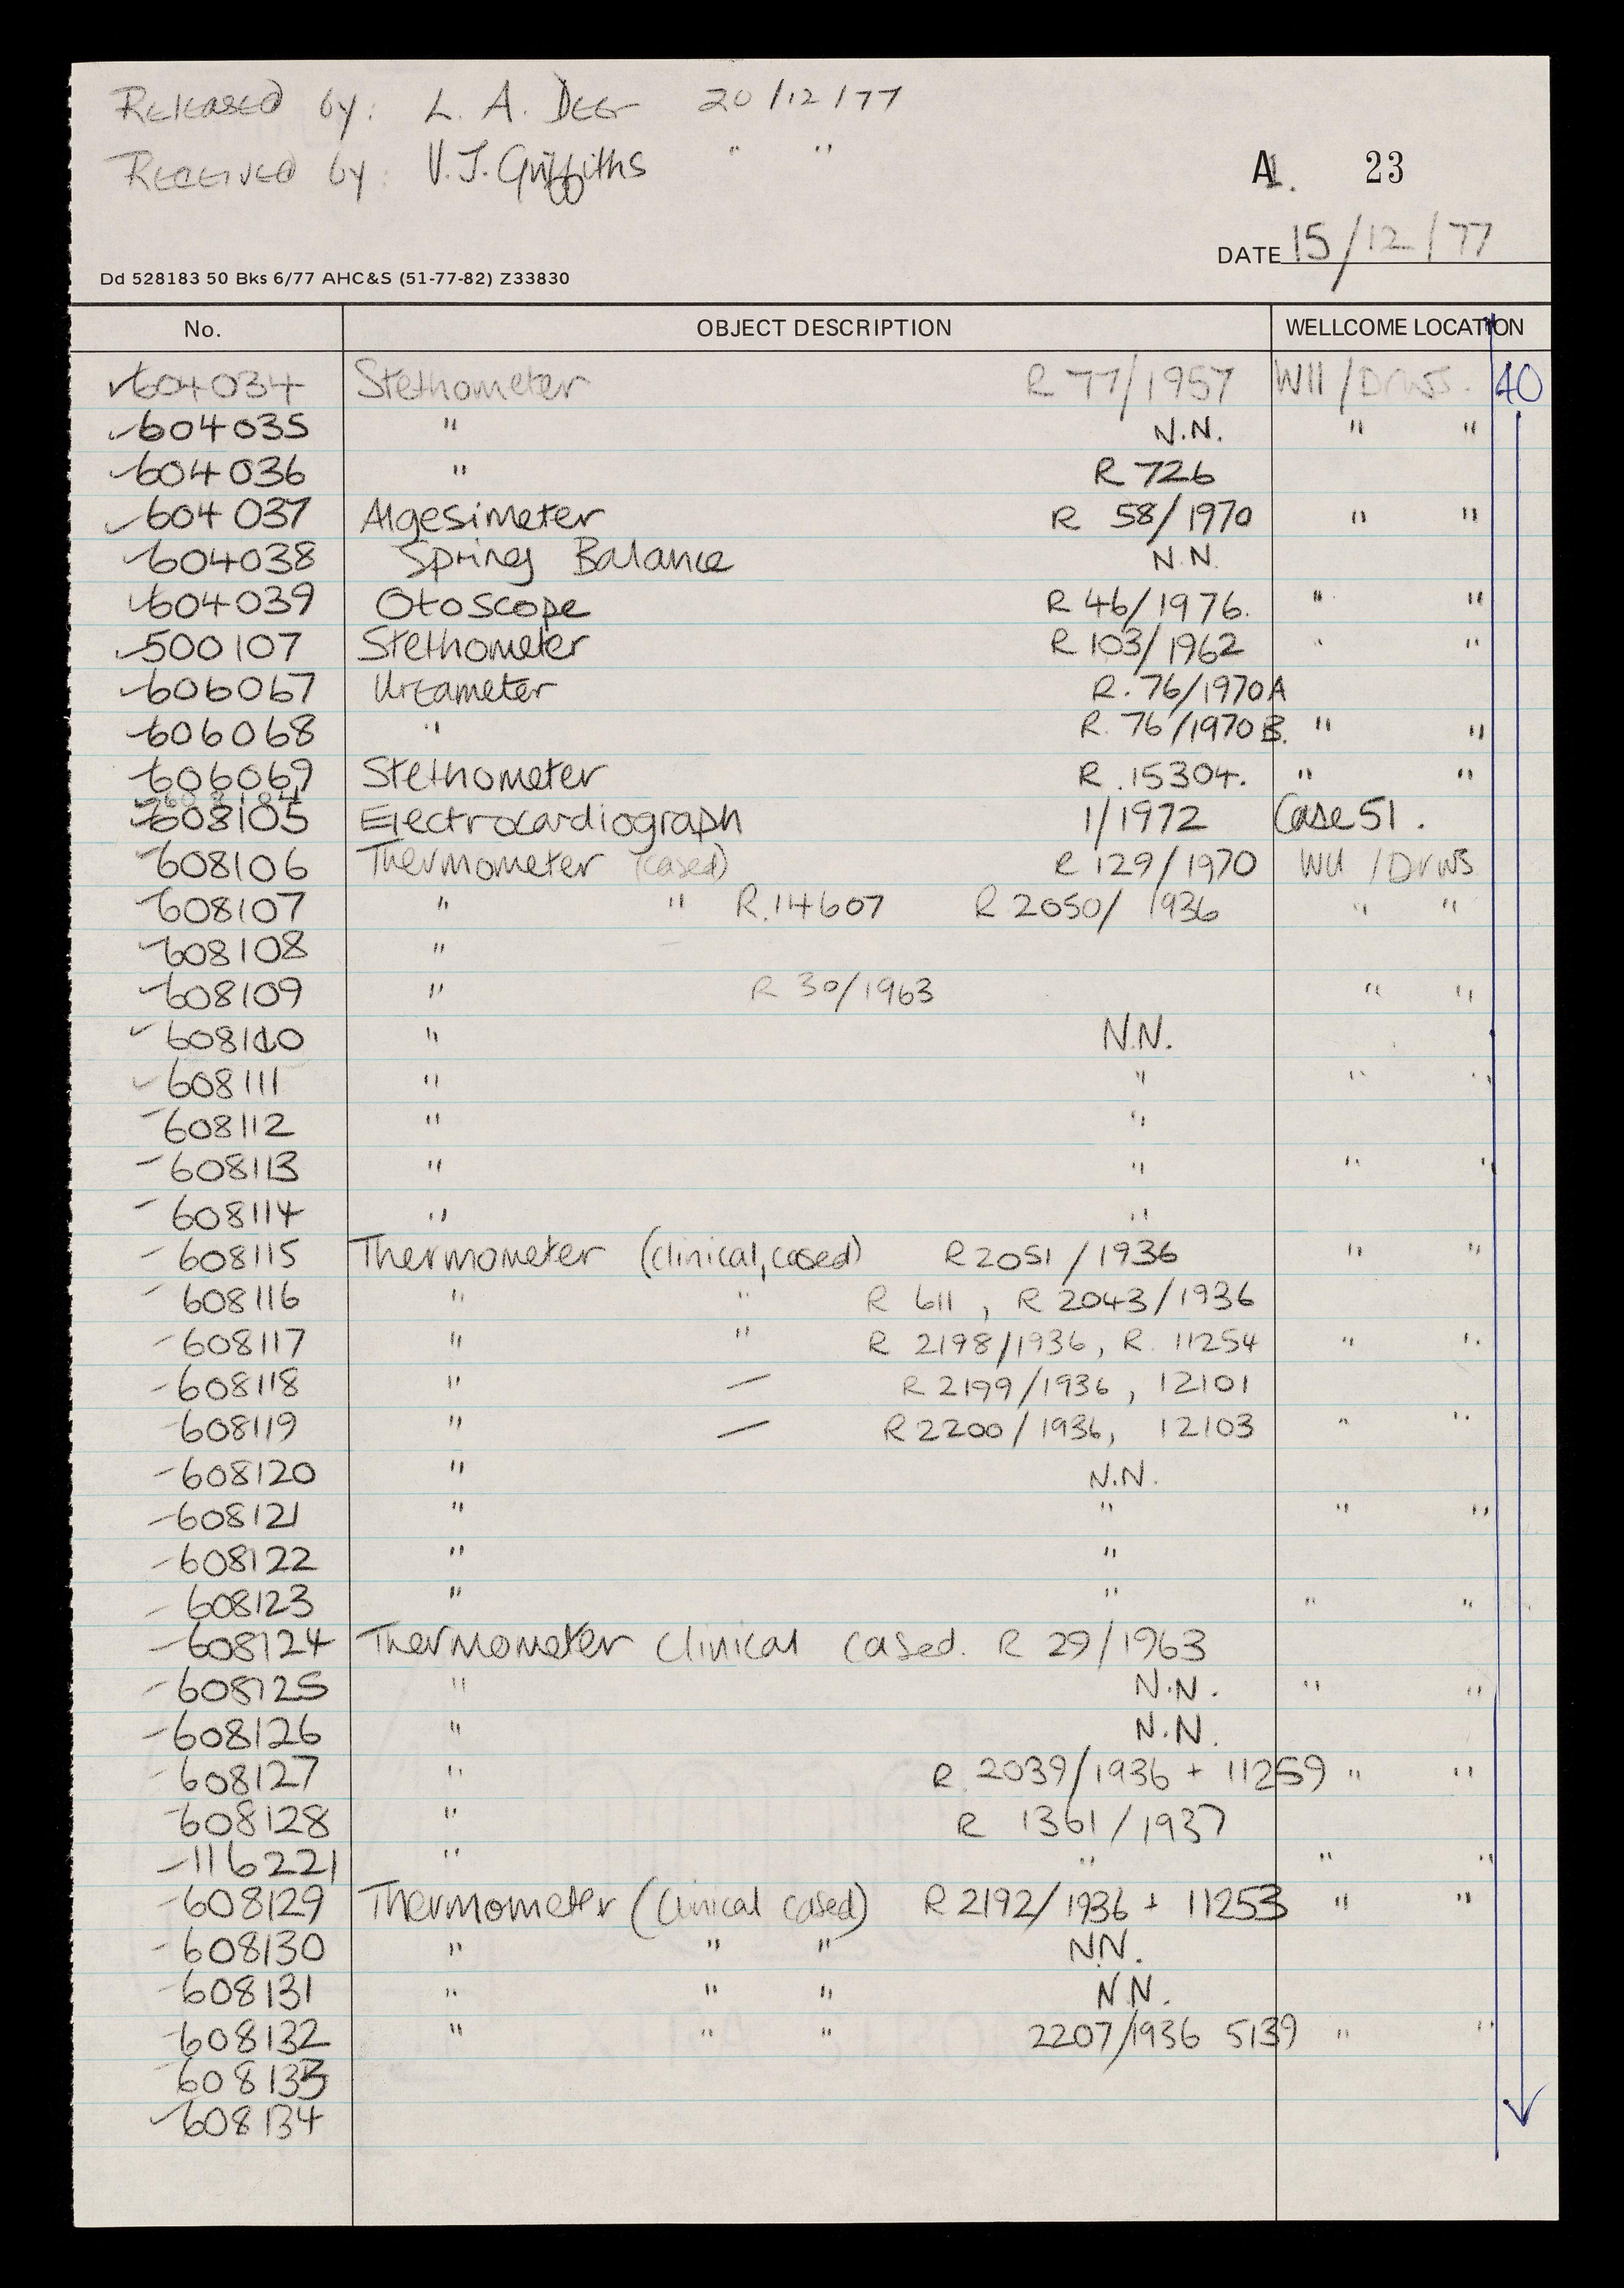 Released by: L. A. Deer 20/12/77
Received by: V.J. Griffiths " "
A1. 23
DATE 15/12/77
Dd 528183 50 Bks 6/77 AHC&S (51-77-82) Z33830
No. OBJECT DESCRIPTION WELLCOME LOCATION
604034 Stethometer R 77/1957 W11/Drws. 40
604035 " N.N. " "
604036 " R 726
604037 Algesimeter R 58/1970 " "
604038 Spring Balance N.N.
604039 Otoscope R 46/1976. " "
500107 Stethometer R 103/1962 " "
606067 Ureameter R. 76/1970A
606068 " R. 76/1970B. " "
606069 Stethometer R. 15304. " "
608104
608105 Electrocardiograph 1/1972 Case 51.
608106 Thermometer (cased) R 129/1970 W11/Drws
608107 " " R.14607 R 2050/1936 " "
608108 "
608109 " R 30/1963 " "
608110 " N.N.
608111 " " " "
608112 " "
608113 " " " "
608114 " "
608115 Thermometer (clinical, cased) R 2051/1936 " "
608116 " " R 611, R 2043/1936
608117 " " R 2198/1936, R. 11254 " "
608118 " — R 2199/1936, 12101
608119 " — R 2200/1936, 12103 " "
608120 " N.N.
608121 " " " "
608122 " "
608123 " " " "
608124 Thermometer Clinical cased. R 29/1963
608125 " N.N. " "
608126 " N.N.
608127 " R. 2039/1936 + 11259 " "
608128 " R 1361/1937
116221 " " " "
608129 Thermometer (Clinical cased) R 2192/1936 + 11253 " "
608130 " " " N.N.
608131 " " " N.N.
608132 " " " 2207/1936 5139 " "
608133
608134